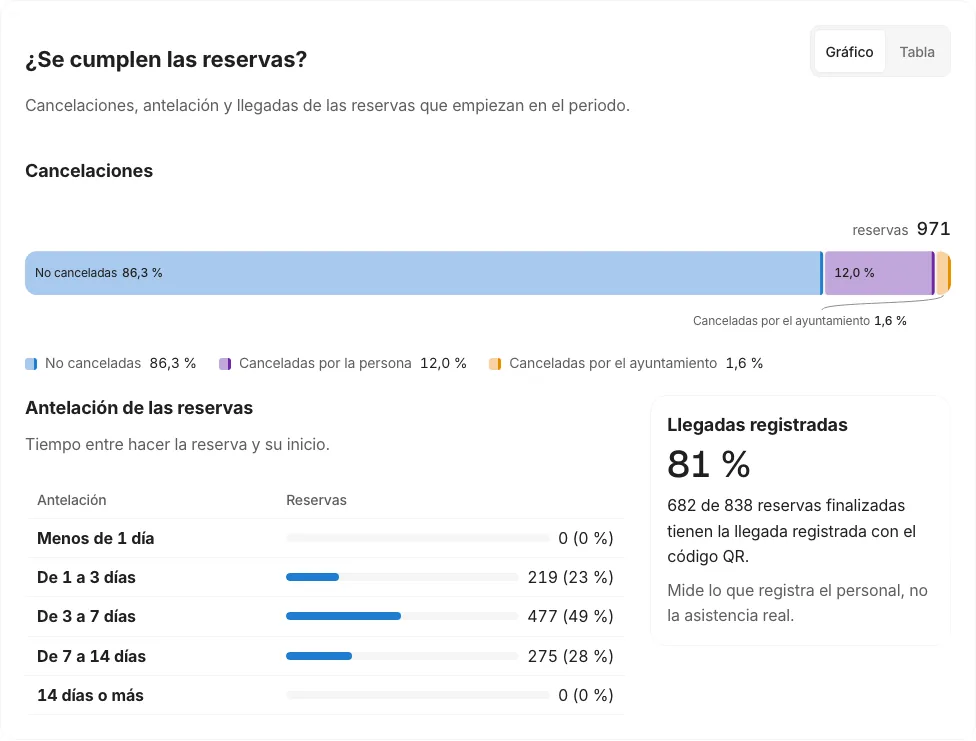 ¿Se cumplen las reservas?
Gráfico Tabla
Cancelaciones, antelación y llegadas de las reservas que empiezan en el periodo.
Cancelaciones
reservas 971
No canceladas 86,3 %
12,0 %
Canceladas por el ayuntamiento 1,6 %
No canceladas 86,3 % Canceladas por la persona 12,0 % Canceladas por el ayuntamiento 1,6 %
Antelación de las reservas
Tiempo entre hacer la reserva y su inicio.
Antelación Reservas
Menos de 1 día 0 (0 %)
De 1 a 3 días 219 (23 %)
De 3 a 7 días 477 (49 %)
De 7 a 14 días 275 (28 %)
14 días o más 0 (0 %)
Llegadas registradas
81 %
682 de 838 reservas finalizadas
tienen la llegada registrada con el
código QR.
Mide lo que registra el personal, no
la asistencia real.